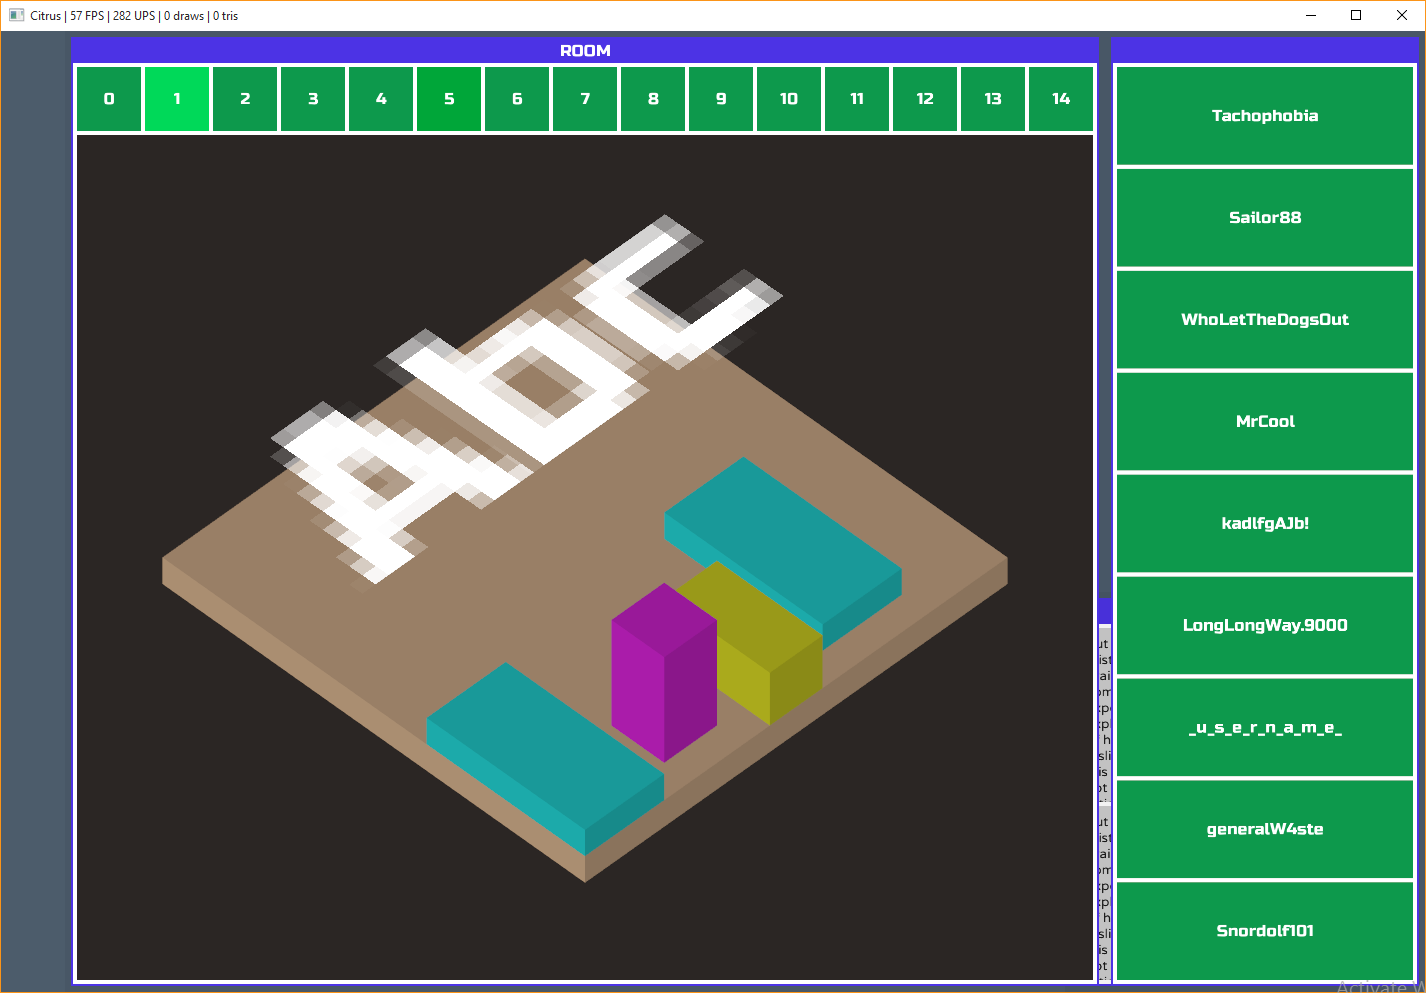 Citrus | 57 FPS | 282 UPS | 0 draws | 0 tris
ROOM
0 1 2 3 4 5 6 7 8 9 10 11 12 13 14
Abc
Tachophobia
Sailor88
WhoLetTheDogsOut
MrCool
kadlfgAJb!
LongLongWay.9000
_u_s_e_r_n_a_m_e_
generalW4ste
Snordolf101
Activate